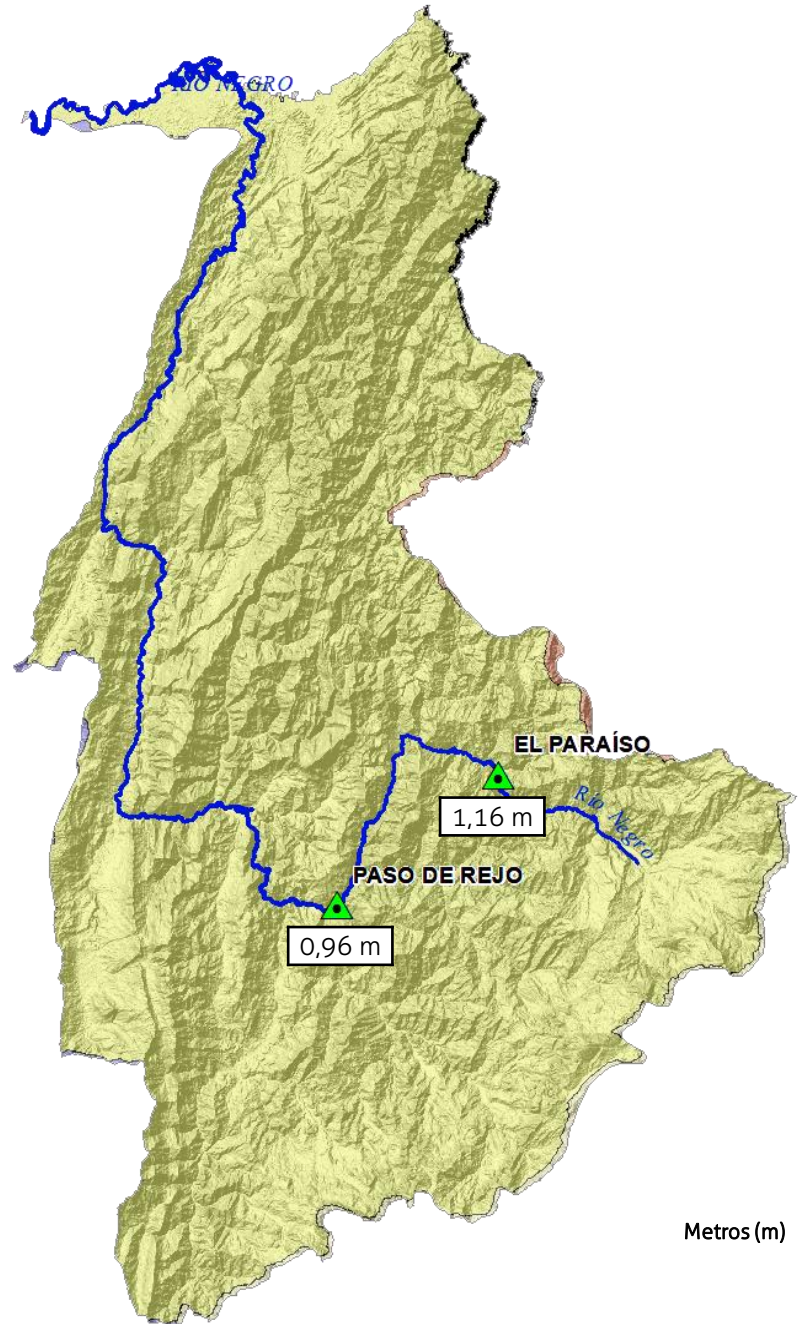 RÍO NEGRO
EL PARAÍSO
1,16 m
Río Negro
PASO DE REJO
0,96 m
Metros (m)